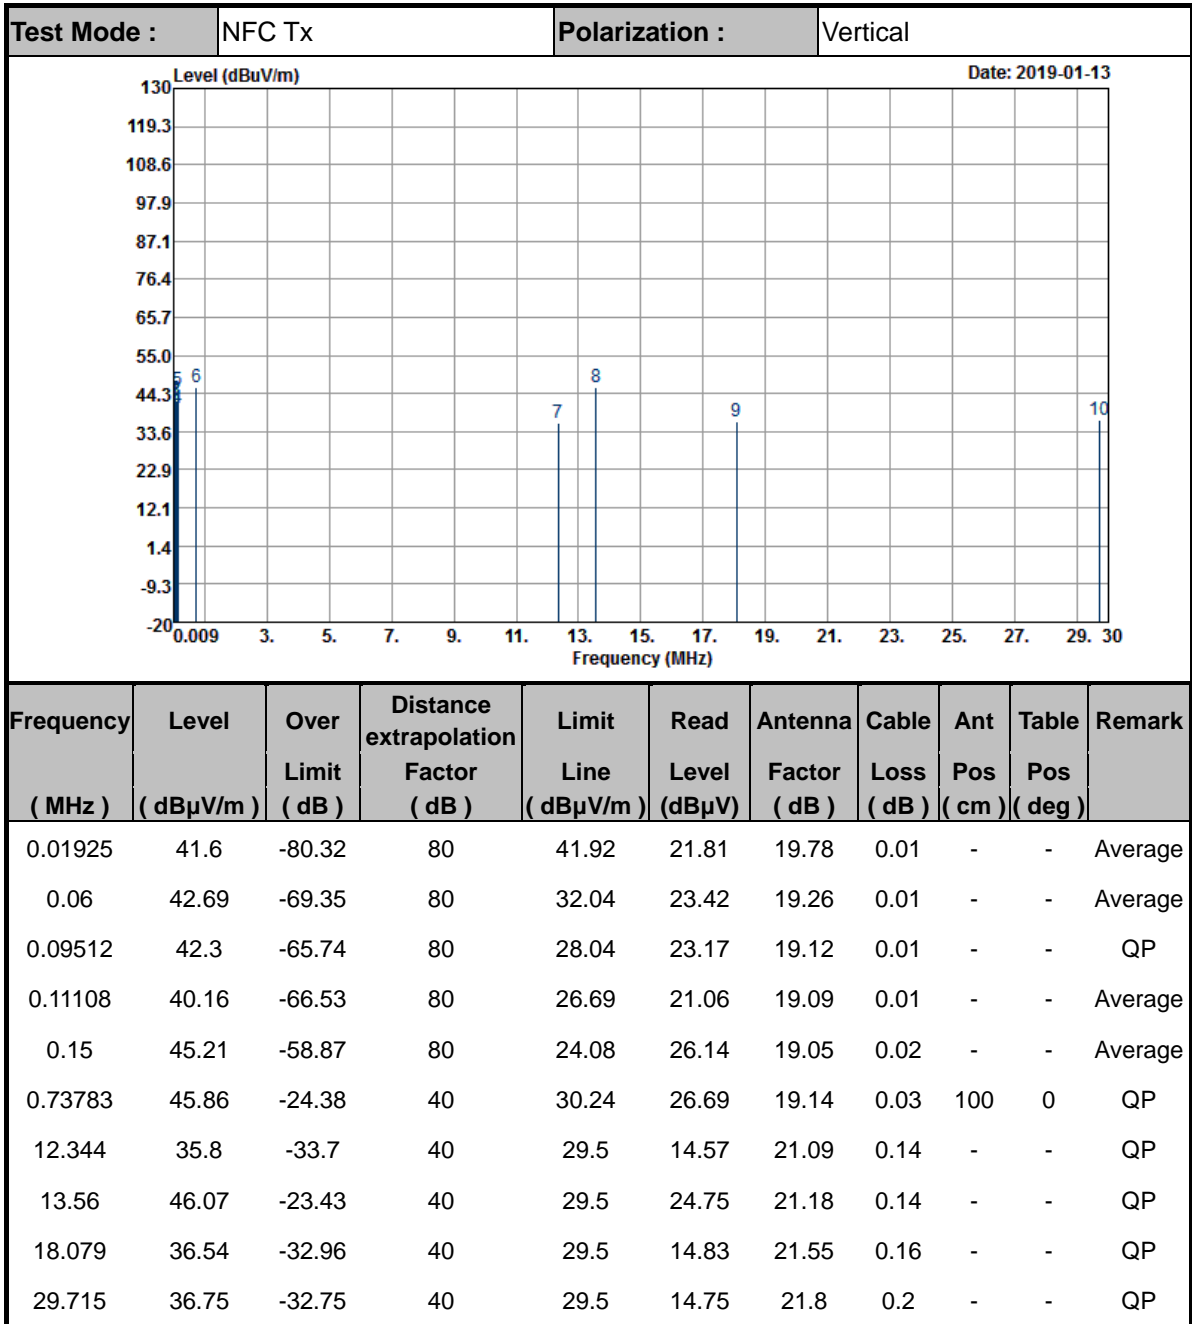 Test Mode : NFC Tx Polarization : Vertical
Level (dBuV/m) Date: 2019-01-13
130
119.3
108.6
97.9
87.1
76.4
65.7
55.0
5 6 8
44.3
4 7 9 10
33.6
22.9
12.1
1.4
-9.3
-20
0.009 3. 5. 7. 9. 11. 13. 15. 17. 19. 21. 23. 25. 27. 29. 30
Frequency (MHz)
Frequency Level Over Distance extrapolation Limit Read Antenna Cable Ant Table Remark
Limit Factor Line Level Factor Loss Pos Pos
( MHz ) ( dBμV/m ) ( dB ) ( dB ) ( dBμV/m ) (dBμV) ( dB ) ( dB ) ( cm ) ( deg )
0.01925 41.6 -80.32 80 41.92 21.81 19.78 0.01 - - Average
0.06 42.69 -69.35 80 32.04 23.42 19.26 0.01 - - Average
0.09512 42.3 -65.74 80 28.04 23.17 19.12 0.01 - - QP
0.11108 40.16 -66.53 80 26.69 21.06 19.09 0.01 - - Average
0.15 45.21 -58.87 80 24.08 26.14 19.05 0.02 - - Average
0.73783 45.86 -24.38 40 30.24 26.69 19.14 0.03 100 0 QP
12.344 35.8 -33.7 40 29.5 14.57 21.09 0.14 - - QP
13.56 46.07 -23.43 40 29.5 24.75 21.18 0.14 - - QP
18.079 36.54 -32.96 40 29.5 14.83 21.55 0.16 - - QP
29.715 36.75 -32.75 40 29.5 14.75 21.8 0.2 - - QP